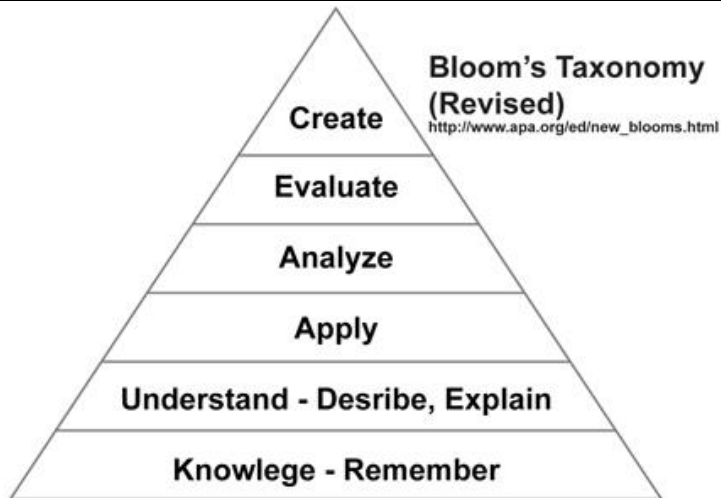 Bloom's Taxonomy
(Revised)
http://www.apa.org/ed/new_blooms.html
Create
Evaluate
Analyze
Apply
Understand - Desribe, Explain
Knowlege - Remember